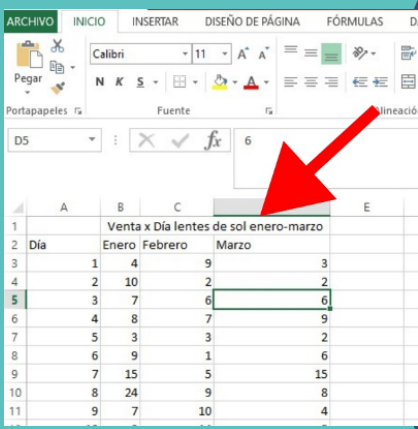 ARCHIVO INICIO INSERTAR DISEÑO DE PÁGINA FÓRMULAS
Calibri 11 A A
Pegar
N K S A
Portapapeles Fuente Alineació
D5 fx 6
A B C E
1 Venta x Día lentes de sol enero-marzo
2 Día Enero Febrero Marzo
3 1 4 9 3
4 2 10 2 2
5 3 7 6 6
6 4 8 7 9
7 5 3 3 2
8 6 9 1 6
9 7 15 5 15
10 8 24 9 8
11 9 7 10 4